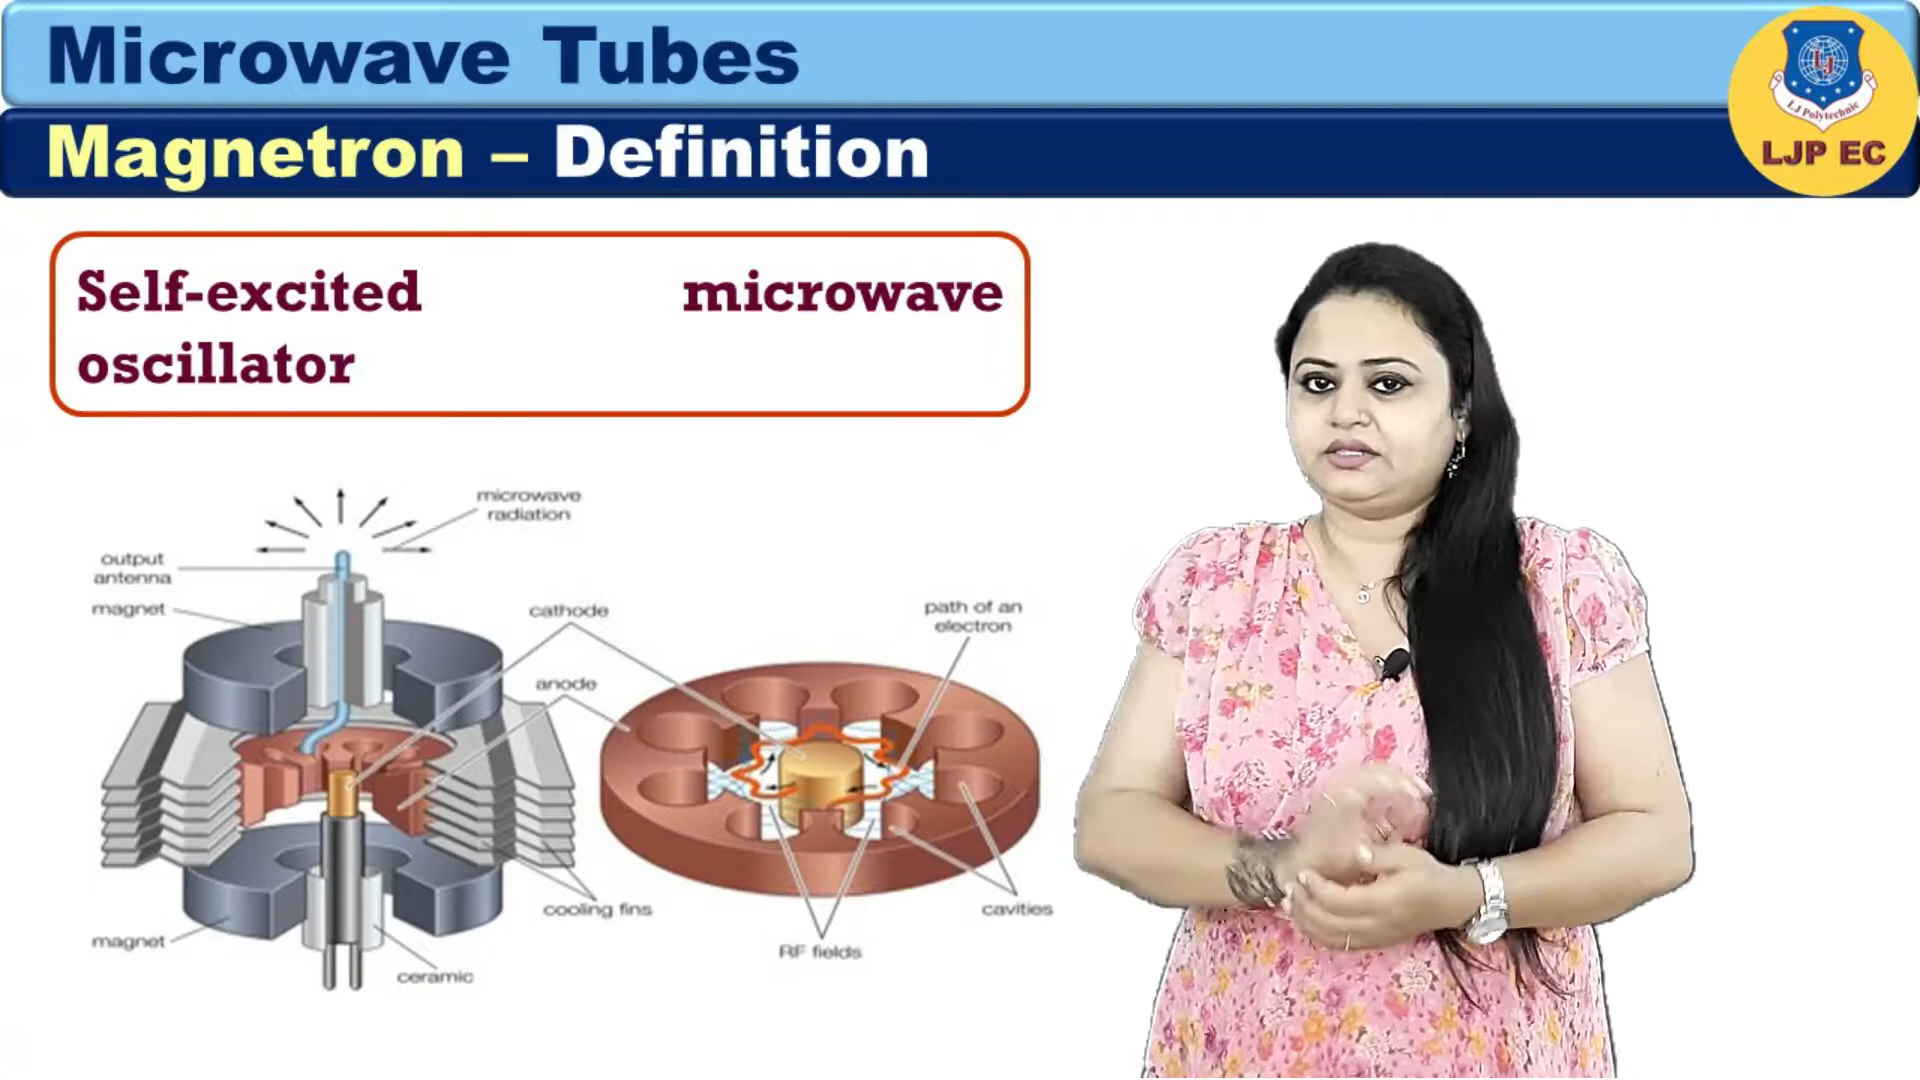 Microwave Tubes
Magnetron – Definition
LJ
L.J Polytechnic
LJP EC
Self-excited microwave
oscillator
microwave
radiation
output
antenna
magnet
cathode
path of an
electron
anode
cooling fins
cavities
magnet
RF fields
ceramic